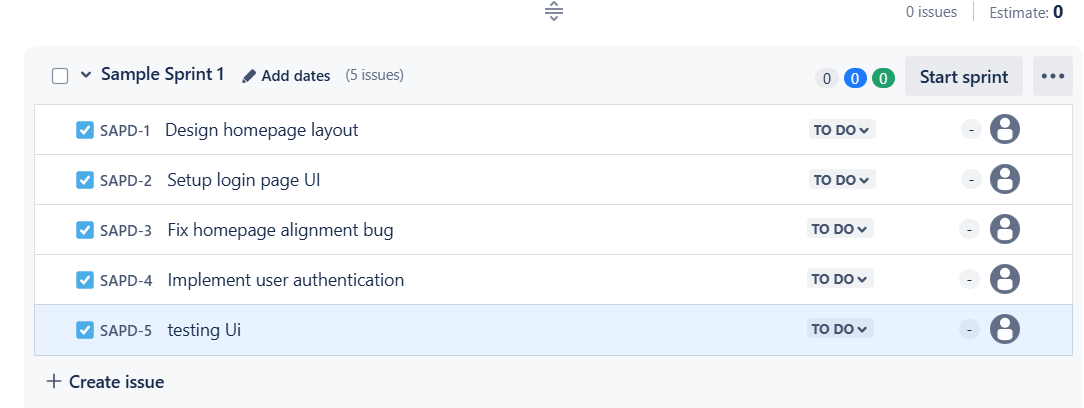 0 issues Estimate: 0
Sample Sprint 1 Add dates (5 issues) 0 0 0 Start sprint
SAPD-1 Design homepage layout TO DO -
SAPD-2 Setup login page UI TO DO -
SAPD-3 Fix homepage alignment bug TO DO -
SAPD-4 Implement user authentication TO DO -
SAPD-5 testing Ui TO DO -
Create issue